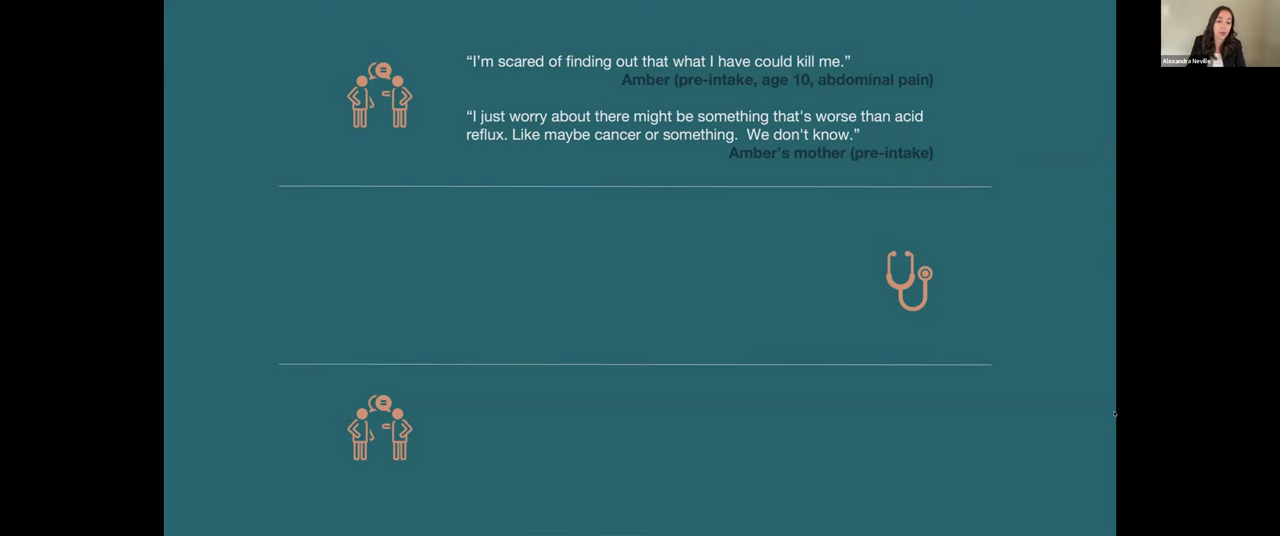 “I’m scared of finding out that what I have could kill me.”
Amber (pre-intake, age 10, abdominal pain)
“I just worry about there might be something that's worse than acid
reflux. Like maybe cancer or something.  We don't know.”
Amber's mother (pre-intake)
Alexandra Neville